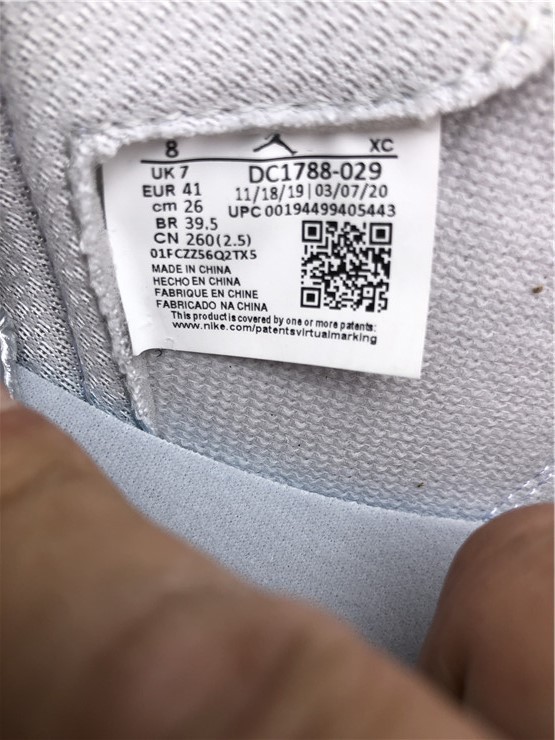 8 XC
UK 7 DC1788-029
EUR 41 11/18/19 | 03/07/20
cm 26 UPC 00194499405443
BR 39.5
CN 260(2.5)
01FCZZ56Q2TX5
MADE IN CHINA
HECHO EN CHINA
FABRIQUE EN CHINE
FABRICADO NA CHINA
This product is covered by one or more patents:
www.nike.com/patentsvirtualmarking